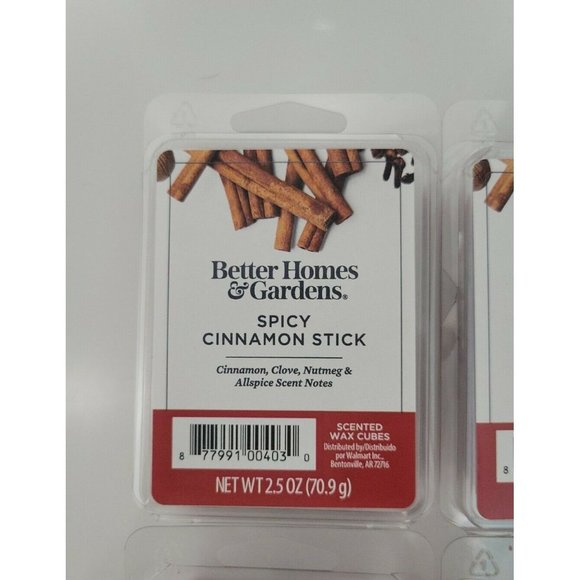 Better Homes
& Gardens®
SPICY
CINNAMON STICK
Cinnamon, Clove, Nutmeg &
Allspice Scent Notes
SCENTED
WAX CUBES
Distributed by/Distribuido
por Walmart Inc.,
Bentonville, AR 72716
8 77991 00403 0
NET WT 2.5 OZ (70.9 g)
8